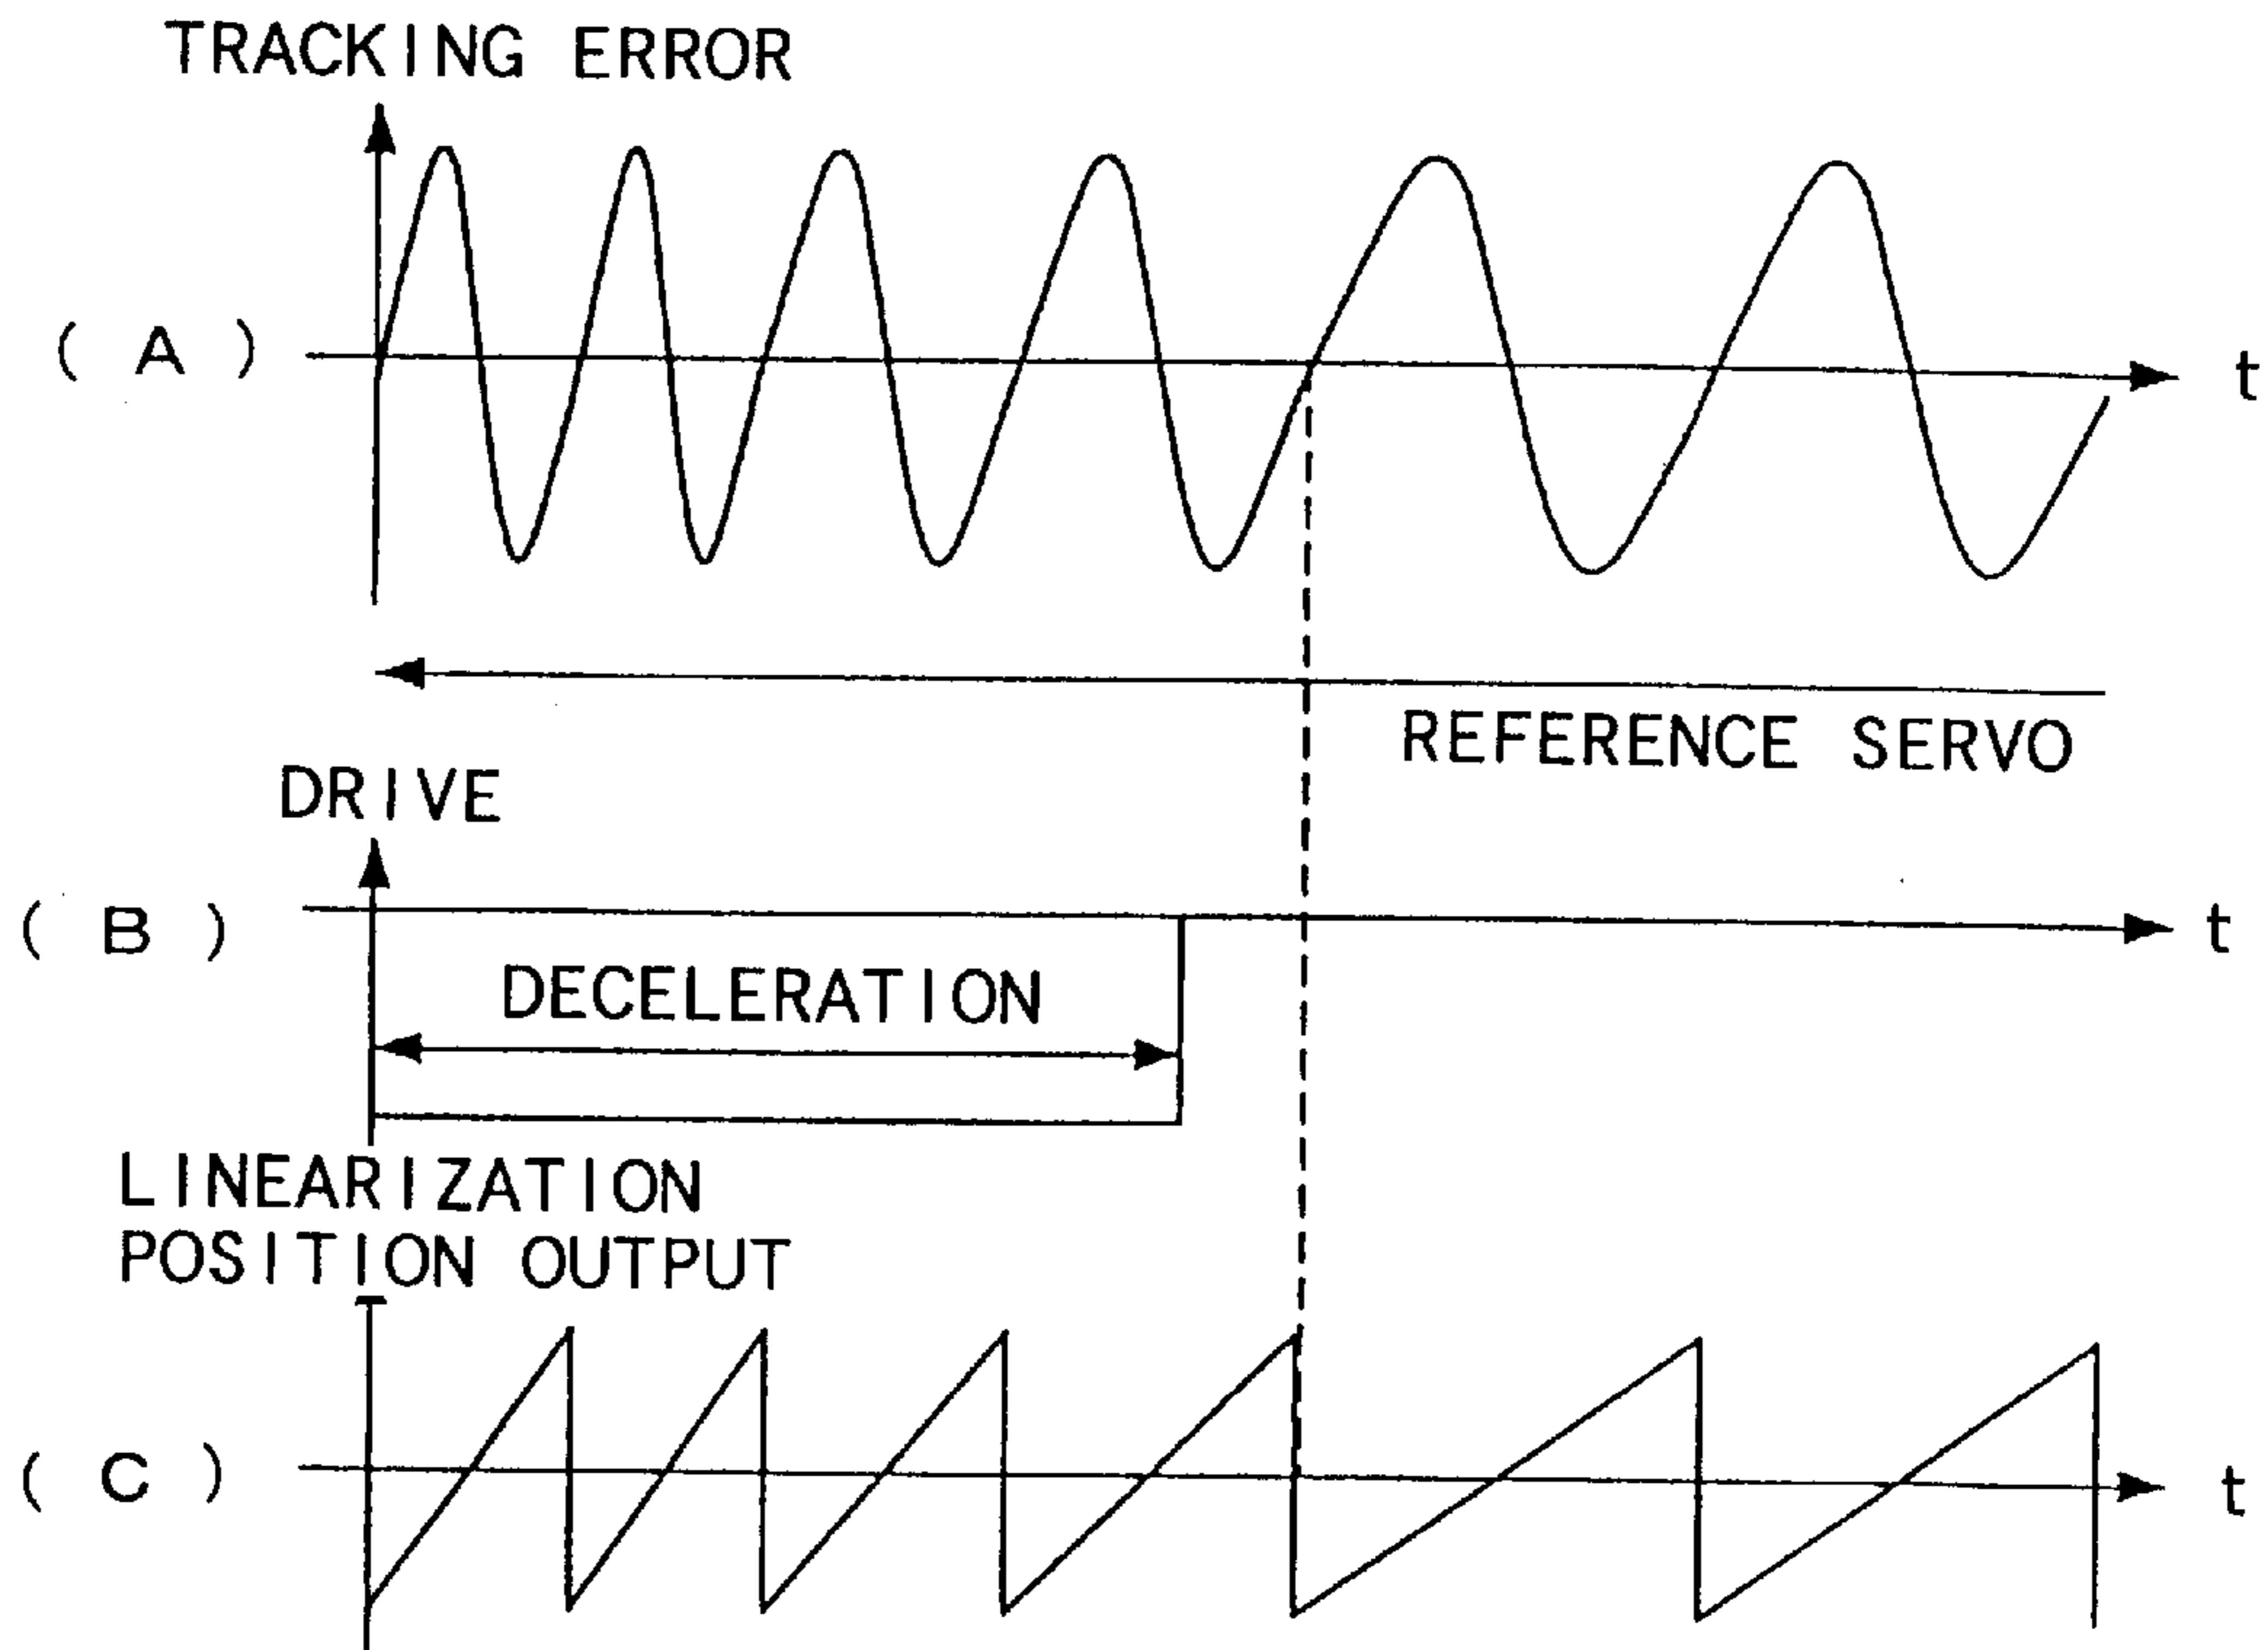 TRACKING ERROR
( A )
t
REFERENCE SERVO
DRIVE
( B )
t
DECELERATION
LINEARIZATION
POSITION OUTPUT
( C )
t